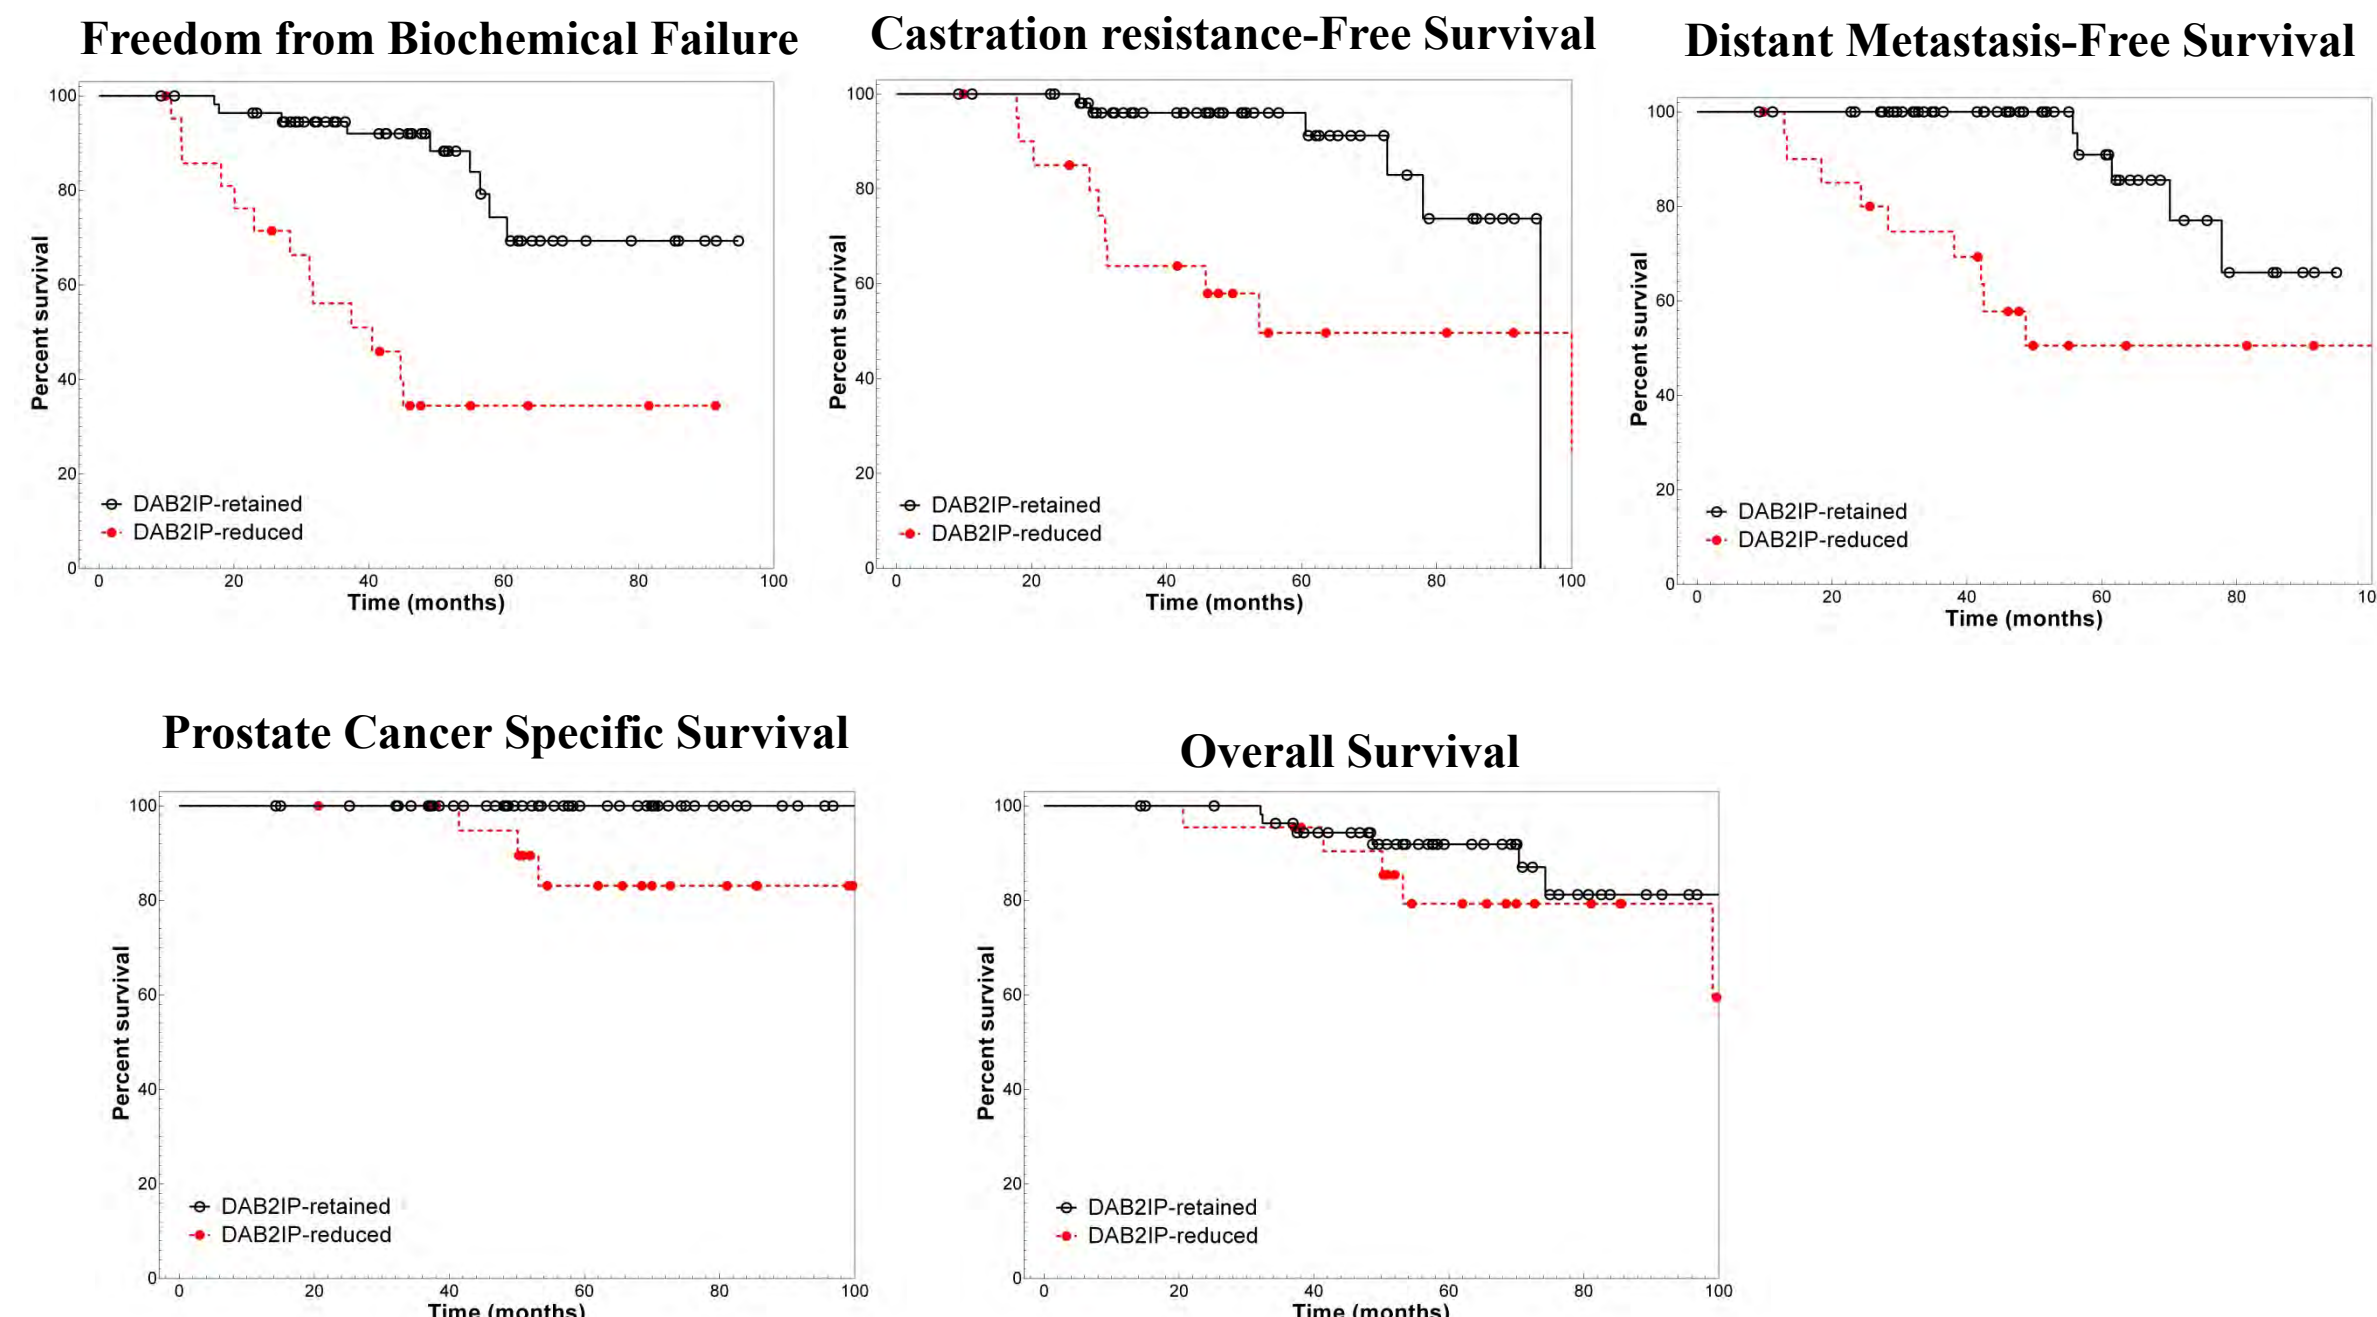 Freedom from Biochemical Failure
100
80
60
40
20
0
Percent survival
DAB2IP-retained
DAB2IP-reduced
0 20 40 60 80 100
Time (months)
Castration resistance-Free Survival
100
80
60
40
20
0
Percent survival
DAB2IP-retained
DAB2IP-reduced
0 20 40 60 80 100
Time (months)
Distant Metastasis-Free Survival
100
80
60
40
20
0
Percent survival
DAB2IP-retained
DAB2IP-reduced
0 20 40 60 80 10
Time (months)
Prostate Cancer Specific Survival
100
80
60
40
20
0
Percent survival
DAB2IP-retained
DAB2IP-reduced
0 20 40 60 80 100
Time (months)
Overall Survival
100
80
60
40
20
0
Percent survival
DAB2IP-retained
DAB2IP-reduced
0 20 40 60 80 100
Time (months)